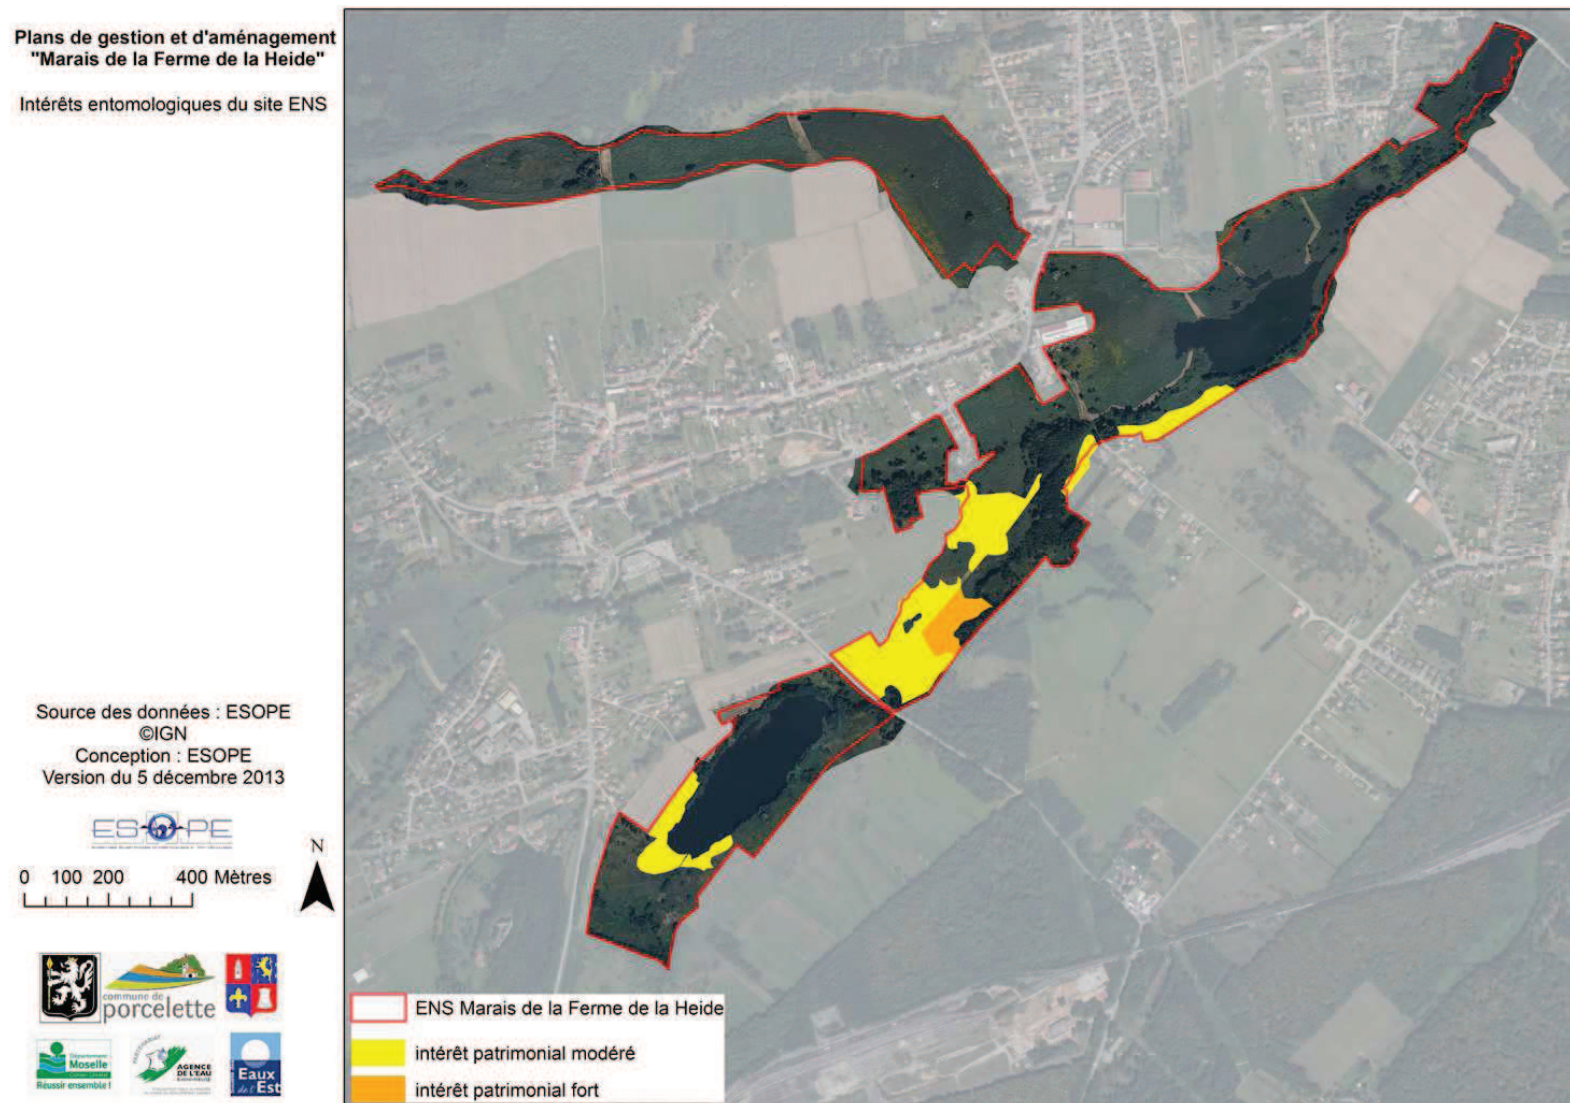 Plans de gestion et d'aménagement
"Marais de la Ferme de la Heide"
Intérêts entomologiques du site ENS
Source des données : ESOPE
©IGN
Conception : ESOPE
Version du 5 décembre 2013
ESOPE
N
0 100 200 400 Mètres
commune de
porcelette
Département
Moselle
Réussir ensemble !
PARTENARIAT
AGENCE
DE L'EAU
Eaux
de l'Est
ENS Marais de la Ferme de la Heide
intérêt patrimonial modéré
intérêt patrimonial fort